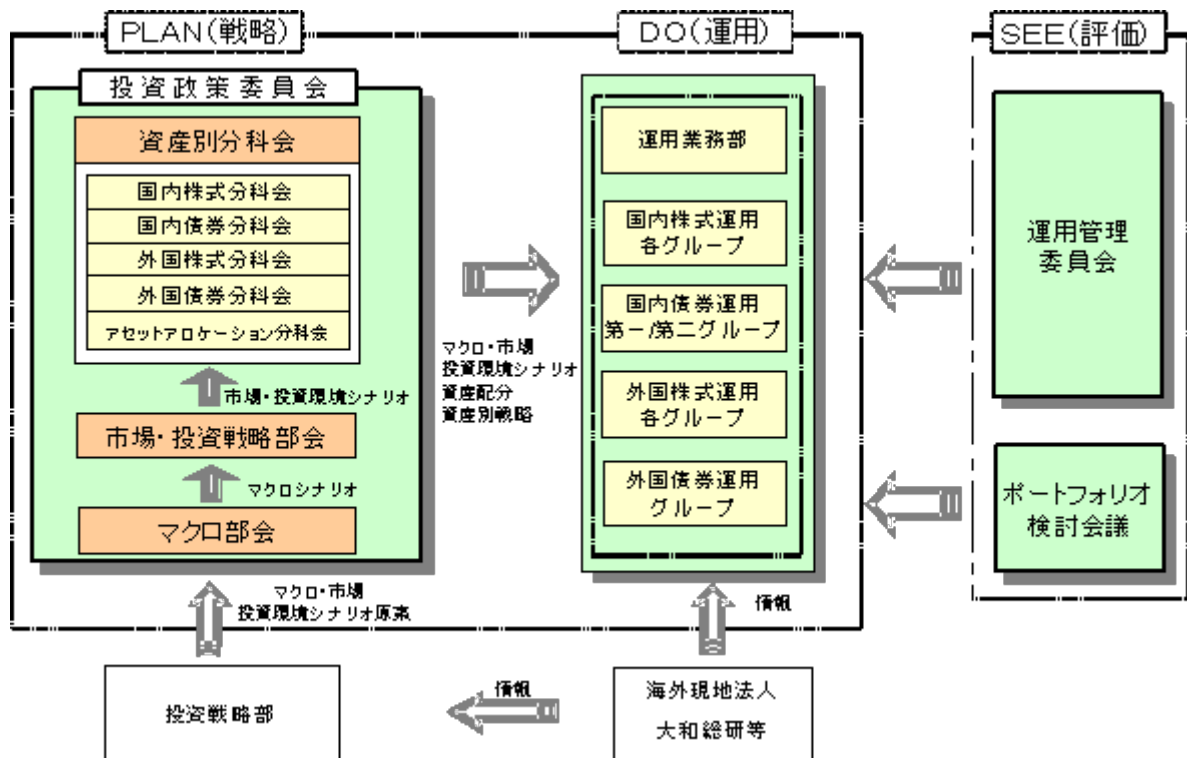 PLAN(戦略)
投資政策委員会
資産別分科会
国内株式分科会
国内債券分科会
外国株式分科会
外国債券分科会
アセットアロケーション分科会
市場・投資環境シナリオ
市場・投資戦略部会
マクロシナリオ
マクロ部会
マクロ・市場
投資環境シナリオ原案
投資戦略部
マクロ・市場
投資環境シナリオ
資産配分
資産別戦略
DO(運用)
運用業務部
国内株式運用
各グループ
国内債券運用
第一/第二グループ
外国株式運用
各グループ
外国債券運用
グループ
情報
情報
海外現地法人
大和総研等
SEE(評価)
運用管理
委員会
ポートフォリオ
検討会議